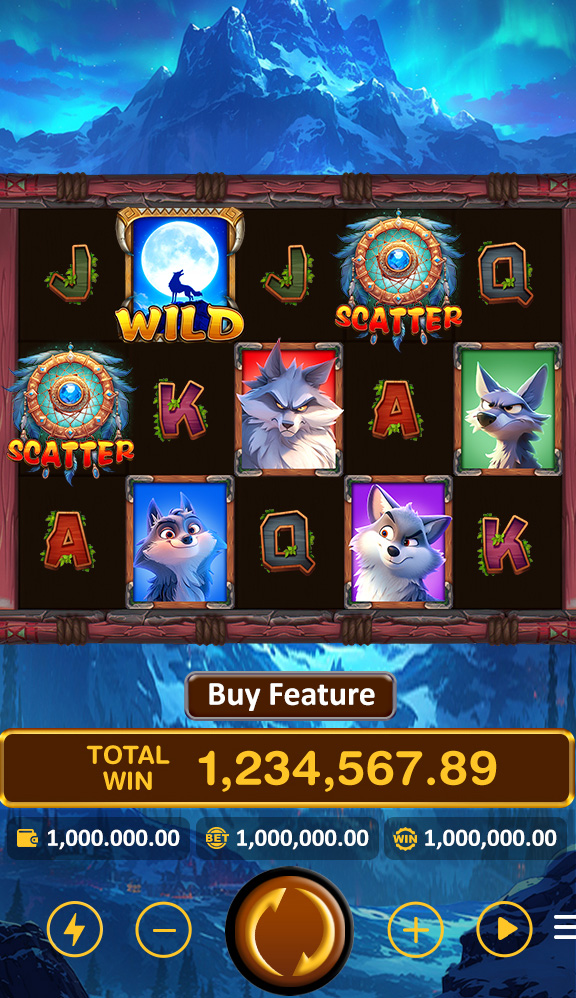 J J Q
WILD SCATTER
SCATTER K A
A Q K
Buy Feature
TOTAL
WIN
1,234,567.89
1,000.000.00 BET 1,000,000.00 WIN 1,000,000.00